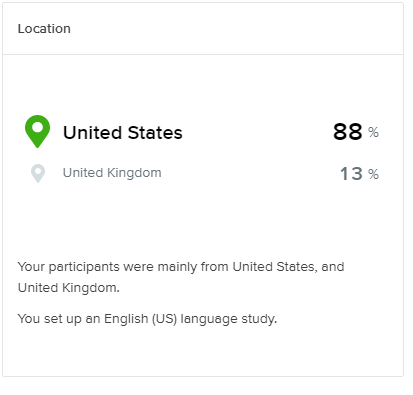 Location
United States 88 %
United Kingdom 13 %
Your participants were mainly from United States, and
United Kingdom.
You set up an English (US) language study.